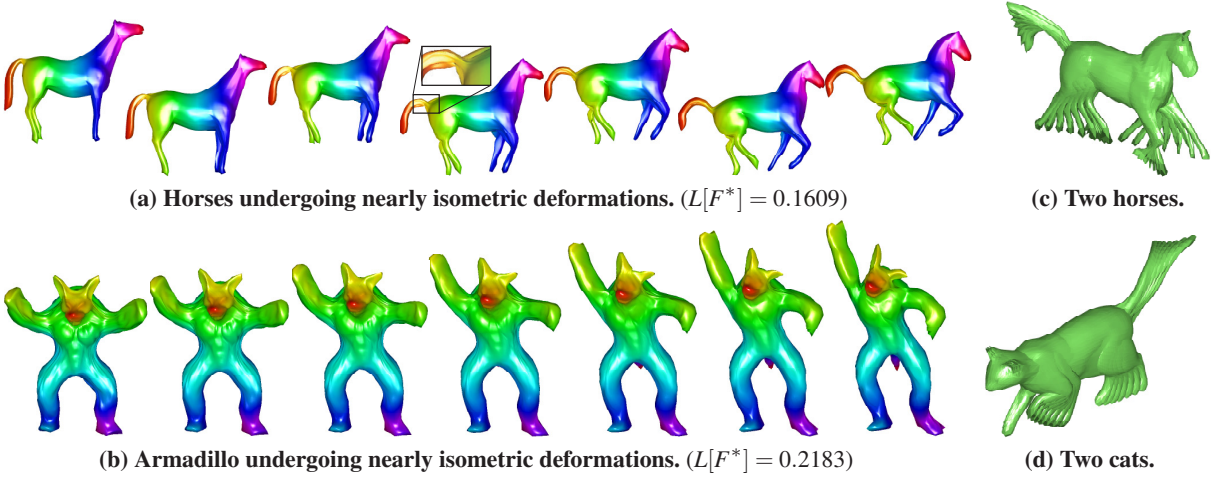 (a) Horses undergoing nearly isometric deformations. (L[F*] = 0.1609)
(c) Two horses.
(b) Armadillo undergoing nearly isometric deformations. (L[F*] = 0.2183)
(d) Two cats.